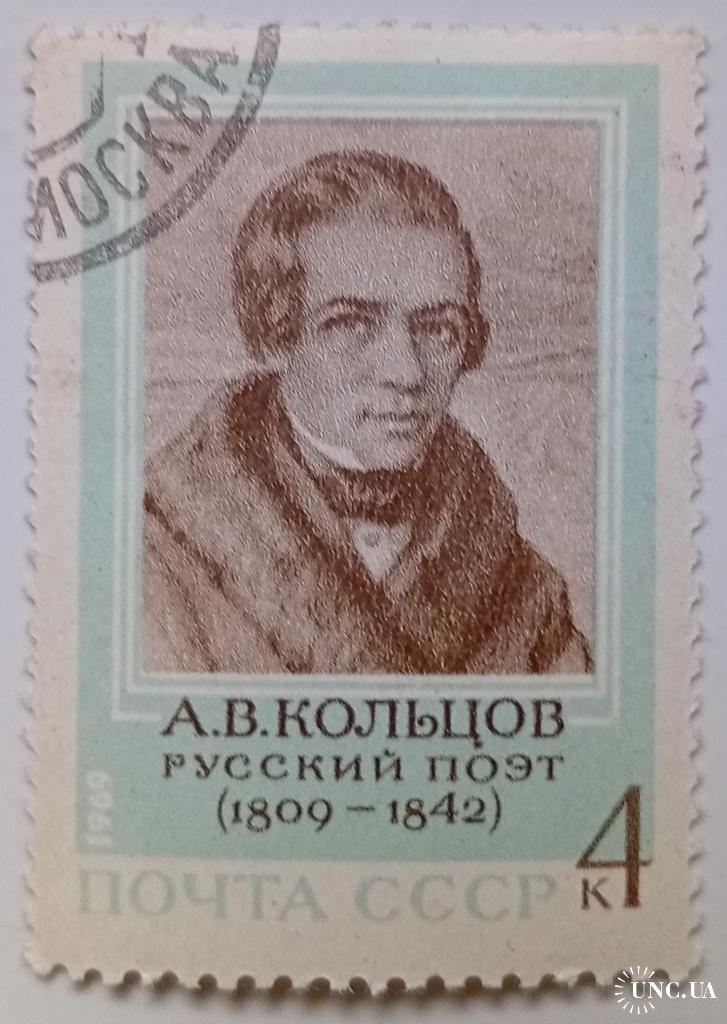 МОСКВА
А.В.КОЛЬЦОВ
РУССКИЙ ПОЭТ
(1809 – 1842)
1969
ПОЧТА СССР
4 к
UNC.UA